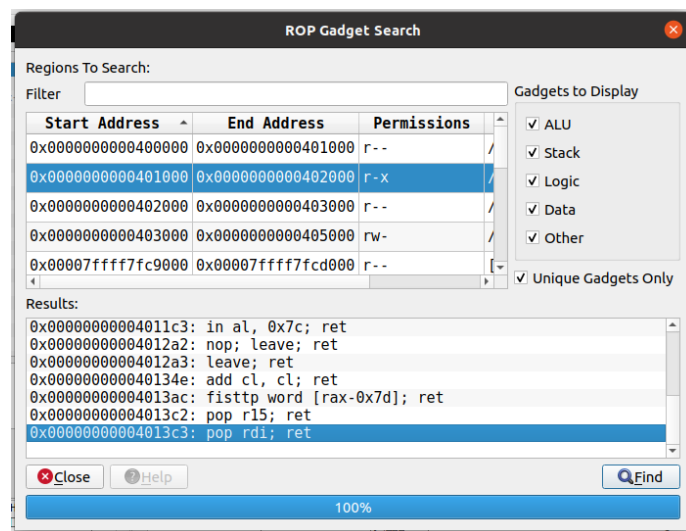 ROP Gadget Search
Regions To Search:
Filter
Gadgets to Display
Start Address End Address Permissions
0x0000000000400000 0x0000000000401000 r-- /
0x0000000000401000 0x0000000000402000 r-x /
0x0000000000402000 0x0000000000403000 r-- /
0x0000000000403000 0x0000000000405000 rw- /
0x00007ffff7fc9000 0x00007ffff7fcd000 r-- [
ALU
Stack
Logic
Data
Other
Unique Gadgets Only
Results:
0x00000000004011c3: in al, 0x7c; ret
0x00000000004012a2: nop; leave; ret
0x00000000004012a3: leave; ret
0x000000000040134e: add cl, cl; ret
0x00000000004013ac: fisttp word [rax-0x7d]; ret
0x00000000004013c2: pop r15; ret
0x00000000004013c3: pop rdi; ret
Close Help Find
100%